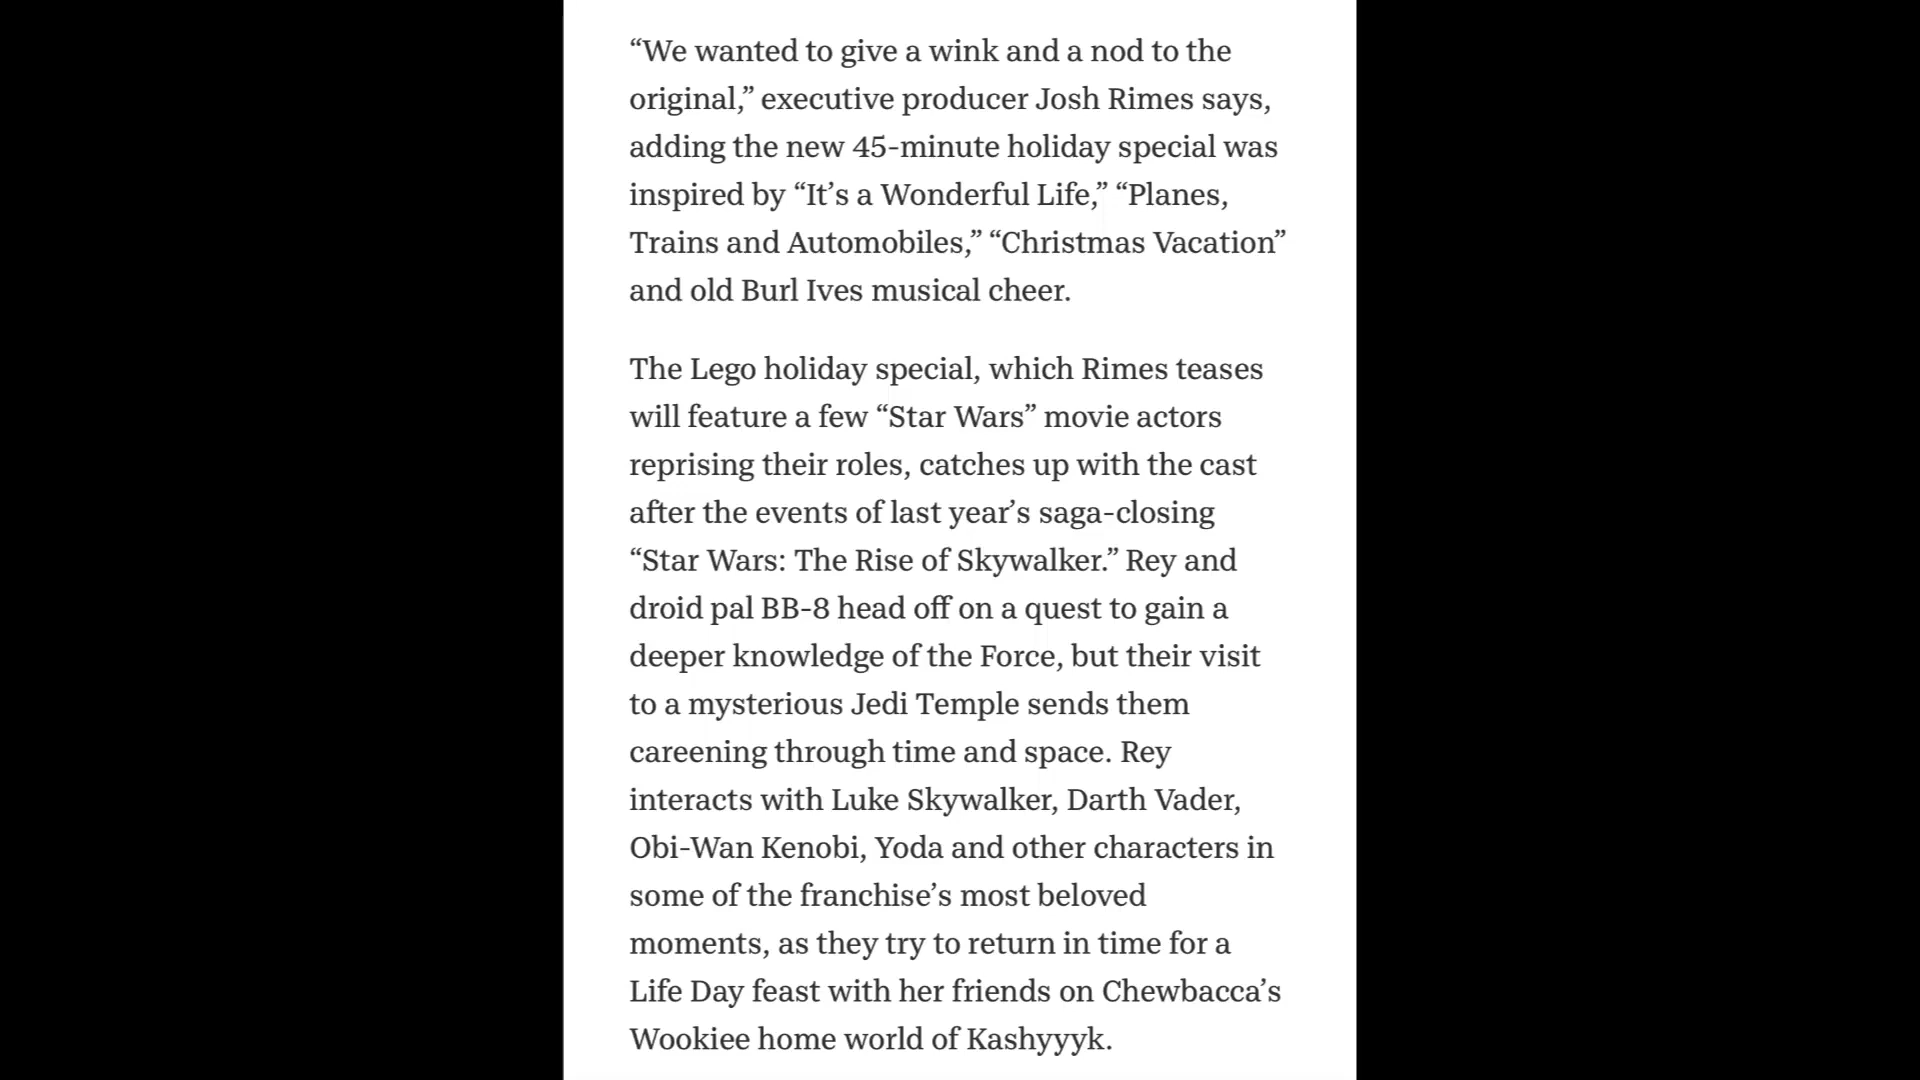 “We wanted to give a wink and a nod to the
original,” executive producer Josh Rimes says,
adding the new 45-minute holiday special was
inspired by “It’s a Wonderful Life,” “Planes,
Trains and Automobiles,” “Christmas Vacation”
and old Burl Ives musical cheer.
The Lego holiday special, which Rimes teases
will feature a few “Star Wars” movie actors
reprising their roles, catches up with the cast
after the events of last year’s saga-closing
“Star Wars: The Rise of Skywalker.” Rey and
droid pal BB-8 head off on a quest to gain a
deeper knowledge of the Force, but their visit
to a mysterious Jedi Temple sends them
careening through time and space. Rey
interacts with Luke Skywalker, Darth Vader,
Obi-Wan Kenobi, Yoda and other characters in
some of the franchise’s most beloved
moments, as they try to return in time for a
Life Day feast with her friends on Chewbacca’s
Wookiee home world of Kashyyyk.